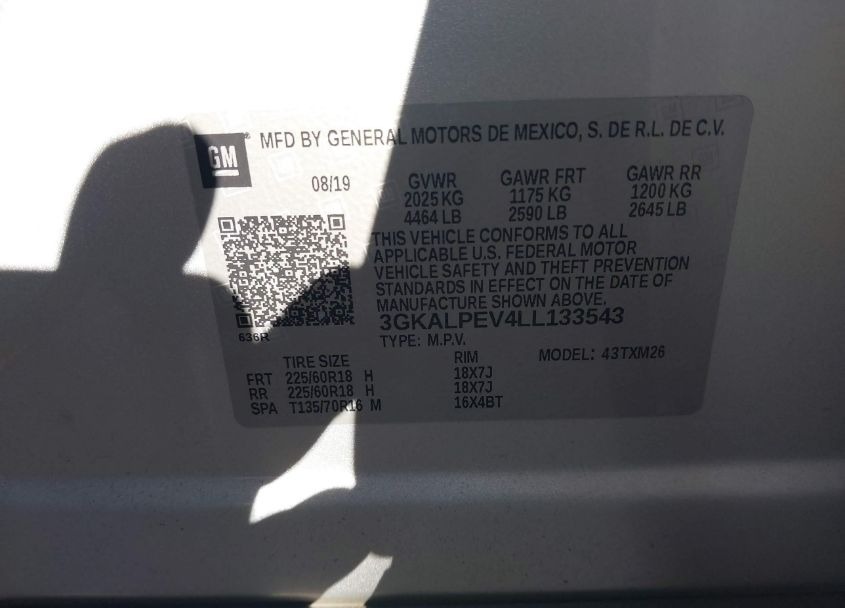 GM® MFD BY GENERAL MOTORS DE MEXICO, S. DE R.L. DE C.V.
08/19 GVWR GAWR FRT GAWR RR
2025 KG 1175 KG 1200 KG
4464 LB 2590 LB 2645 LB
THIS VEHICLE CONFORMS TO ALL
APPLICABLE U.S. FEDERAL MOTOR
VEHICLE SAFETY AND THEFT PREVENTION
STANDARDS IN EFFECT ON THE DATE OF
MANUFACTURE SHOWN ABOVE.
3GKALPEV4LL133543
636R
TYPE: M.P.V.
TIRE SIZE RIM MODEL: 43TXM26
FRT 225/60R18 H 18X7J
RR 225/60R18 H 18X7J
SPA T135/70R16 M 16X4BT